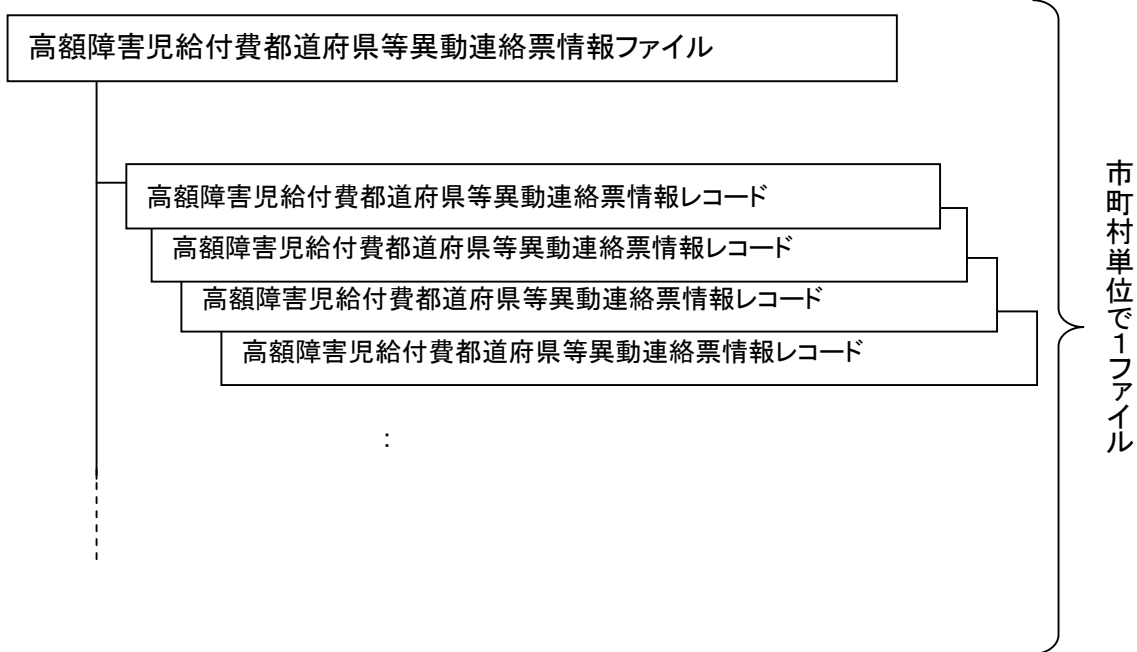 高額障害児給付費都道府県等異動連絡票情報ファイル
高額障害児給付費都道府県等異動連絡票情報レコード
高額障害児給付費都道府県等異動連絡票情報レコード
高額障害児給付費都道府県等異動連絡票情報レコード
高額障害児給付費都道府県等異動連絡票情報レコード
:
市町村単位で1ファイル